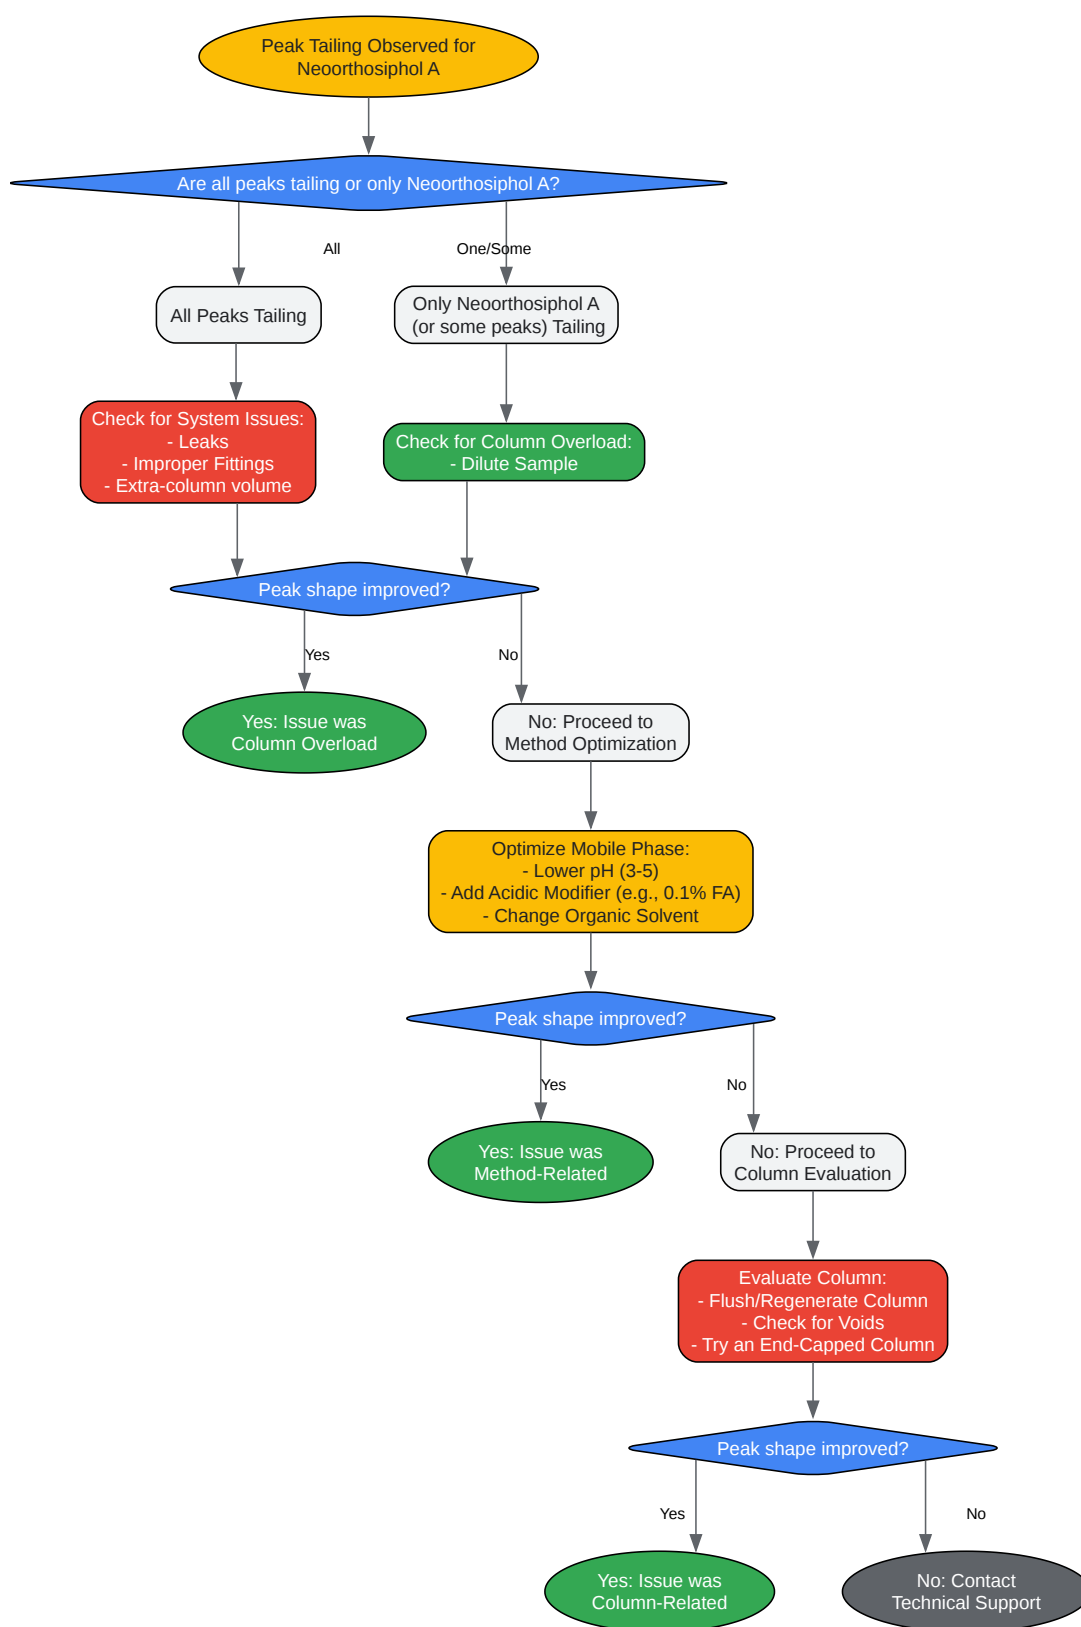 Peak Tailing Observed for
Neoorthosiphol A
Are all peaks tailing or only Neoorthosiphol A?
All
One/Some
All Peaks Tailing
Only Neoorthosiphol A
(or some peaks) Tailing
Check for System Issues:
- Leaks
- Improper Fittings
- Extra-column volume
Check for Column Overload:
- Dilute Sample
Peak shape improved?
Yes
No
Yes: Issue was
Column Overload
No: Proceed to
Method Optimization
Optimize Mobile Phase:
- Lower pH (3-5)
- Add Acidic Modifier (e.g., 0.1% FA)
- Change Organic Solvent
Peak shape improved?
Yes
No
Yes: Issue was
Method-Related
No: Proceed to
Column Evaluation
Evaluate Column:
- Flush/Regenerate Column
- Check for Voids
- Try an End-Capped Column
Peak shape improved?
Yes
No
Yes: Issue was
Column-Related
No: Contact
Technical Support